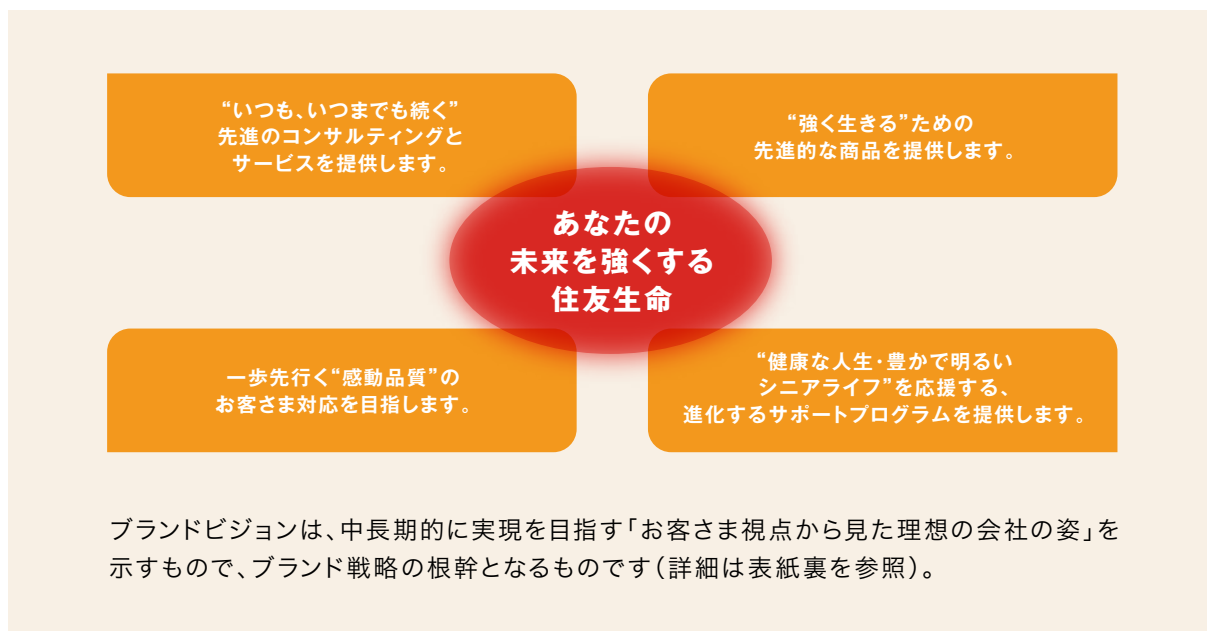 “いつも、いつまでも続く”
先進のコンサルティングと
サービスを提供します。
“強く生きる”ための
先進的な商品を提供します。
あなたの
未来を強くする
住友生命
一歩先行く“感動品質”の
お客さま対応を目指します。
“健康な人生・豊かで明るい
シニアライフ”を応援する、
進化するサポートプログラムを提供します。
ブランドビジョンは、中長期的に実現を目指す「お客さま視点から見た理想の会社の姿」を
示すもので、ブランド戦略の根幹となるものです（詳細は表紙裏を参照）。